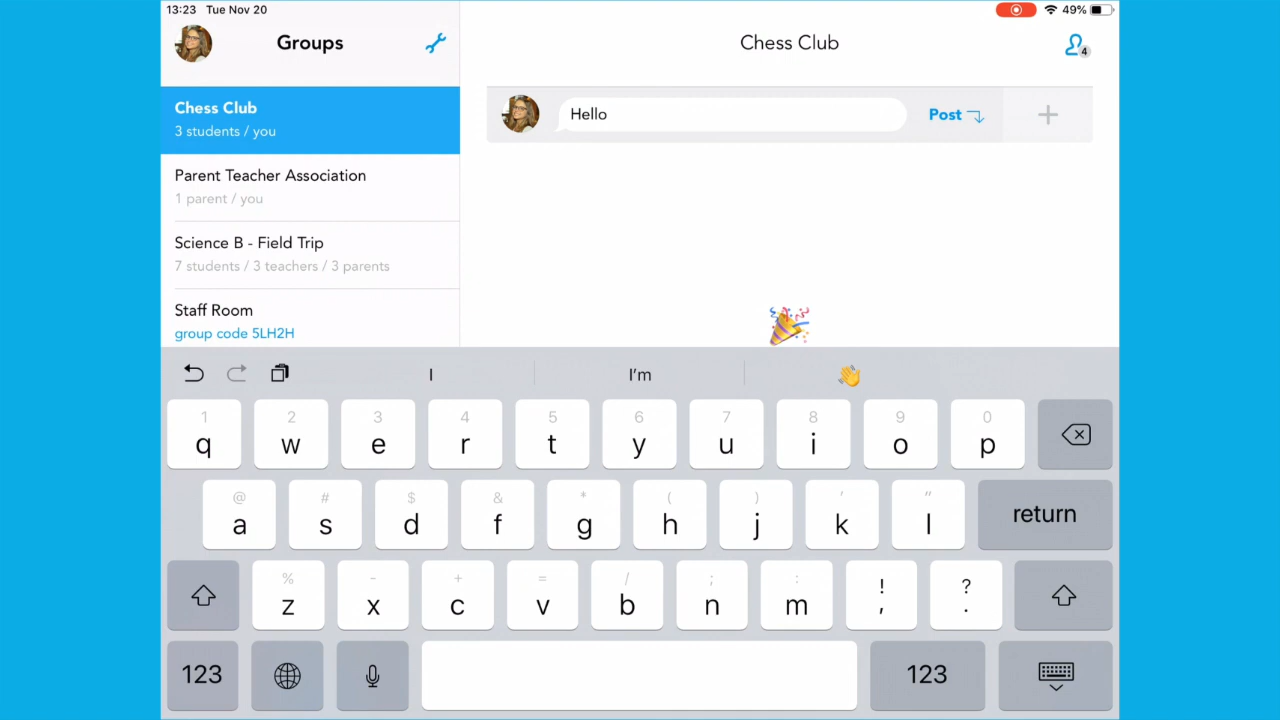 13:23 Tue Nov 20
49%
Groups
Chess Club
4
Chess Club
3 students / you
Hello
Post
Parent Teacher Association
1 parent / you
Science B - Field Trip
7 students / 3 teachers / 3 parents
Staff Room
group code 5LH2H
I I'm
1 2 3 4 5 6 7 8 9 0
q w e r t y u i o p
@ # $ & * ( ) ' "
a s d f g h j k l return
% - + = / ; : ! ?
z x c v b n m , .
123 123